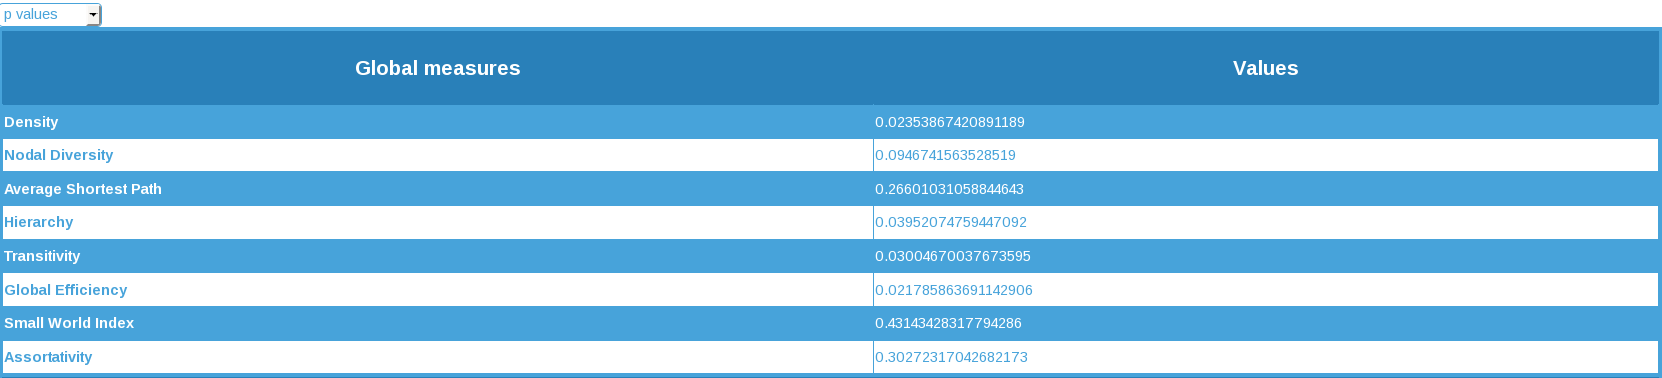 p values
Global measures Values
Density 0.02353867420891189
Nodal Diversity 0.0946741563528519
Average Shortest Path 0.26601031058844643
Hierarchy 0.03952074759447092
Transitivity 0.03004670037673595
Global Efficiency 0.021785863691142906
Small World Index 0.43143428317794286
Assortativity 0.30272317042682173